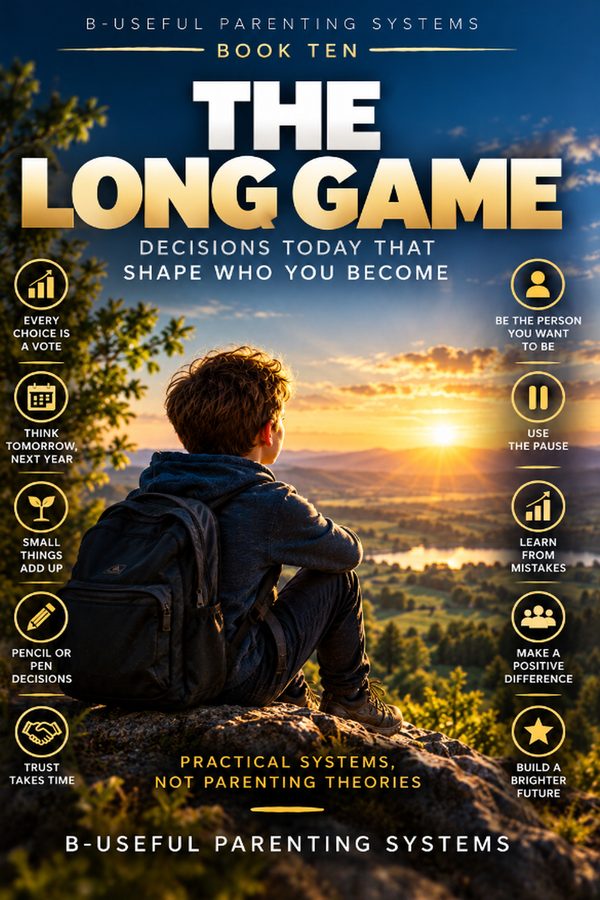 B-USEFUL PARENTING SYSTEMS
BOOK TEN
THE
LONG GAME
DECISIONS TODAY THAT
SHAPE WHO YOU BECOME
EVERY
CHOICE IS
A VOTE
THINK
TOMORROW,
NEXT YEAR
SMALL
THINGS
ADD UP
PENCIL OR
PEN
DECISIONS
TRUST
TAKES TIME
BE THE PERSON
YOU WANT
TO BE
USE
THE PAUSE
LEARN
FROM
MISTAKES
MAKE A
POSITIVE
DIFFERENCE
BUILD A
BRIGHTER
FUTURE
PRACTICAL SYSTEMS,
NOT PARENTING THEORIES
B-USEFUL PARENTING SYSTEMS